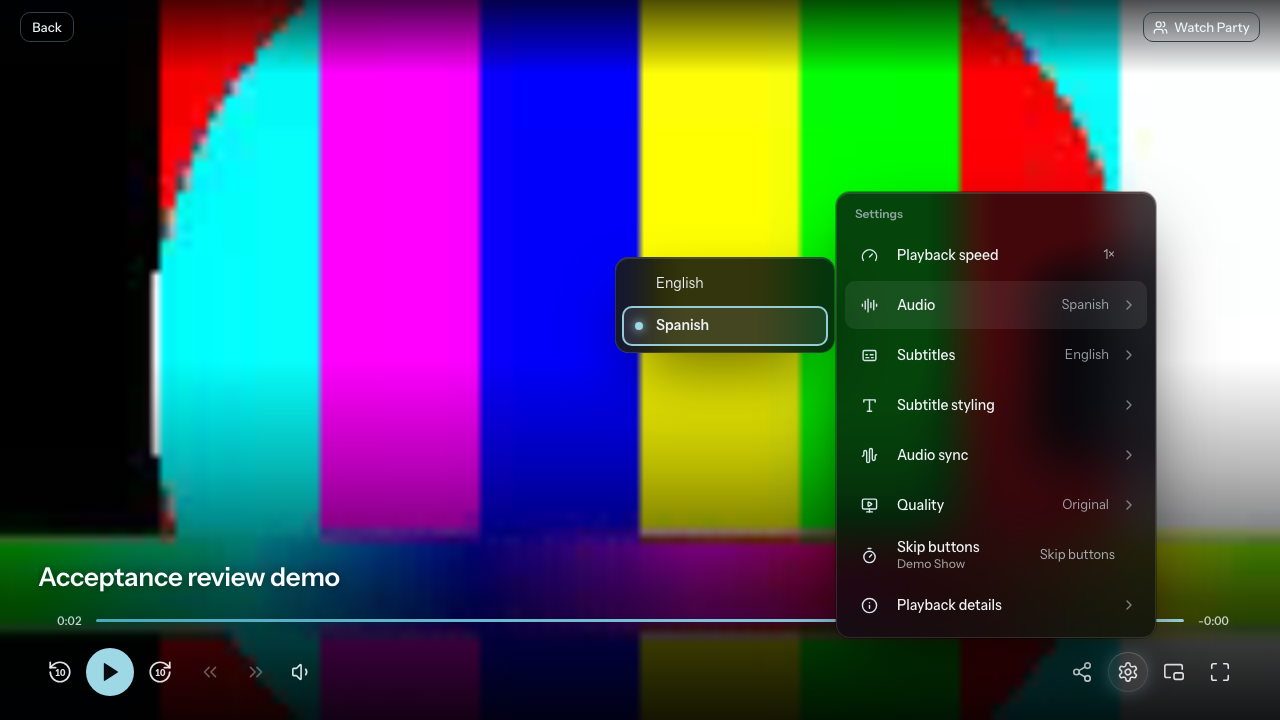 Back
Watch Party
Settings
Playback speed 1×
Audio Spanish
English
Spanish
Subtitles English
Subtitle styling
Audio sync
Quality Original
Skip buttons Skip buttons
Demo Show
Playback details
Acceptance review demo
0:02 -0:00
10 10